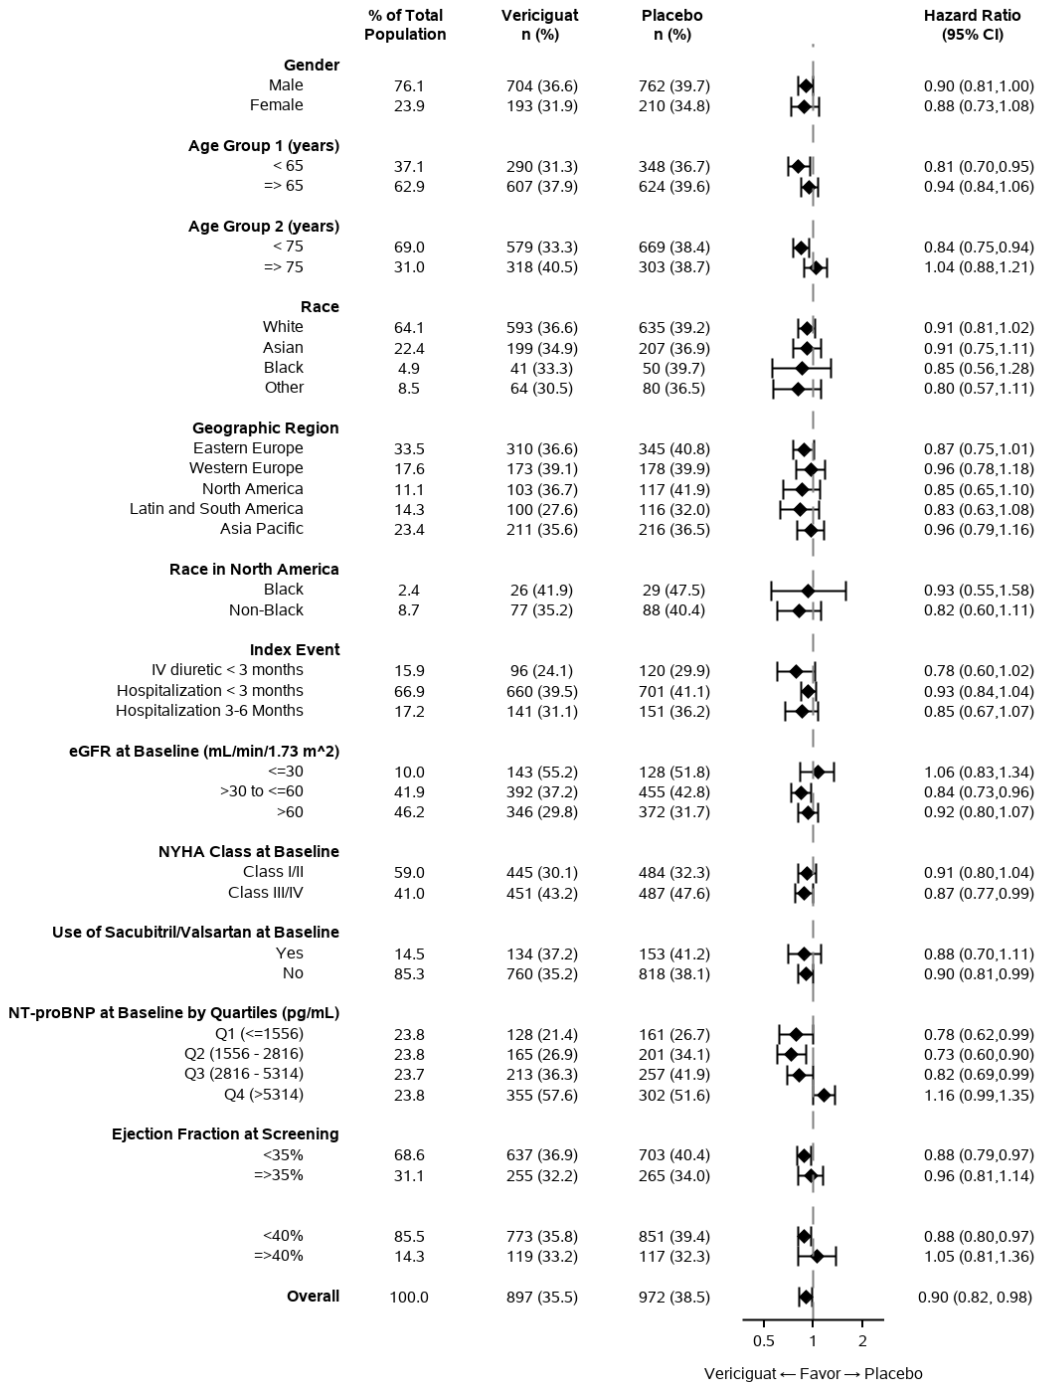 % of Total Vericiguat Placebo Hazard Ratio
Population n (%) n (%) (95% CI)
Gender
Male 76.1 704 (36.6) 762 (39.7) 0.90 (0.81,1.00)
Female 23.9 193 (31.9) 210 (34.8) 0.88 (0.73,1.08)
Age Group 1 (years)
< 65 37.1 290 (31.3) 348 (36.7) 0.81 (0.70,0.95)
=> 65 62.9 607 (37.9) 624 (39.6) 0.94 (0.84,1.06)
Age Group 2 (years)
< 75 69.0 579 (33.3) 669 (38.4) 0.84 (0.75,0.94)
=> 75 31.0 318 (40.5) 303 (38.7) 1.04 (0.88,1.21)
Race
White 64.1 593 (36.6) 635 (39.2) 0.91 (0.81,1.02)
Asian 22.4 199 (34.9) 207 (36.9) 0.91 (0.75,1.11)
Black 4.9 41 (33.3) 50 (39.7) 0.85 (0.56,1.28)
Other 8.5 64 (30.5) 80 (36.5) 0.80 (0.57,1.11)
Geographic Region
Eastern Europe 33.5 310 (36.6) 345 (40.8) 0.87 (0.75,1.01)
Western Europe 17.6 173 (39.1) 178 (39.9) 0.96 (0.78,1.18)
North America 11.1 103 (36.7) 117 (41.9) 0.85 (0.65,1.10)
Latin and South America 14.3 100 (27.6) 116 (32.0) 0.83 (0.63,1.08)
Asia Pacific 23.4 211 (35.6) 216 (36.5) 0.96 (0.79,1.16)
Race in North America
Black 2.4 26 (41.9) 29 (47.5) 0.93 (0.55,1.58)
Non-Black 8.7 77 (35.2) 88 (40.4) 0.82 (0.60,1.11)
Index Event
IV diuretic < 3 months 15.9 96 (24.1) 120 (29.9) 0.78 (0.60,1.02)
Hospitalization < 3 months 66.9 660 (39.5) 701 (41.1) 0.93 (0.84,1.04)
Hospitalization 3-6 Months 17.2 141 (31.1) 151 (36.2) 0.85 (0.67,1.07)
eGFR at Baseline (mL/min/1.73 m^2)
<=30 10.0 143 (55.2) 128 (51.8) 1.06 (0.83,1.34)
>30 to <=60 41.9 392 (37.2) 455 (42.8) 0.84 (0.73,0.96)
>60 46.2 346 (29.8) 372 (31.7) 0.92 (0.80,1.07)
NYHA Class at Baseline
Class I/II 59.0 445 (30.1) 484 (32.3) 0.91 (0.80,1.04)
Class III/IV 41.0 451 (43.2) 487 (47.6) 0.87 (0.77,0.99)
Use of Sacubitril/Valsartan at Baseline
Yes 14.5 134 (37.2) 153 (41.2) 0.88 (0.70,1.11)
No 85.3 760 (35.2) 818 (38.1) 0.90 (0.81,0.99)
NT-proBNP at Baseline by Quartiles (pg/mL)
Q1 (<=1556) 23.8 128 (21.4) 161 (26.7) 0.78 (0.62,0.99)
Q2 (1556 - 2816) 23.8 165 (26.9) 201 (34.1) 0.73 (0.60,0.90)
Q3 (2816 - 5314) 23.7 213 (36.3) 257 (41.9) 0.82 (0.69,0.99)
Q4 (>5314) 23.8 355 (57.6) 302 (51.6) 1.16 (0.99,1.35)
Ejection Fraction at Screening
<35% 68.6 637 (36.9) 703 (40.4) 0.88 (0.79,0.97)
=>35% 31.1 255 (32.2) 265 (34.0) 0.96 (0.81,1.14)
<40% 85.5 773 (35.8) 851 (39.4) 0.88 (0.80,0.97)
=>40% 14.3 119 (33.2) 117 (32.3) 1.05 (0.81,1.36)
Overall 100.0 897 (35.5) 972 (38.5) 0.90 (0.82, 0.98)
0.5 1 2
Vericiguat ← Favor → Placebo